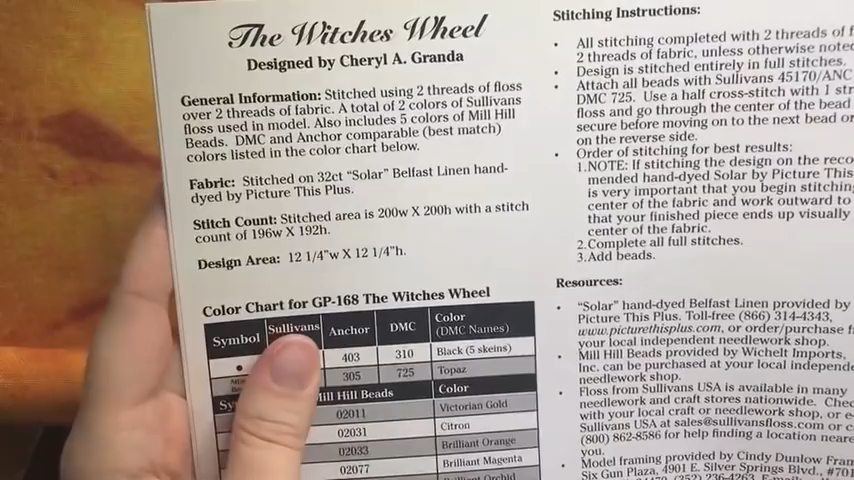 The Witches Wheel
Designed by Cheryl A. Granda
General Information: Stitched using 2 threads of floss
over 2 threads of fabric. A total of 2 colors of Sullivans
floss used in model. Also includes 5 colors of Mill Hill
Beads. DMC and Anchor comparable (best match)
colors listed in the color chart below.
Fabric: Stitched on 32ct "Solar" Belfast Linen hand-
dyed by Picture This Plus.
Stitch Count: Stitched area is 200w X 200h with a stitch
count of 196w X 192h.
Design Area: 12 1/4"w X 12 1/4"h.
Color Chart for GP-168 The Witches Wheel
Symbol Sullivans Anchor DMC Color (DMC Names)
• 403 310 Black (5 skeins)
305 725 Topaz
Mill Hill Beads Color
02011 Victorian Gold
02031 Citron
02033 Brilliant Orange
02077 Brilliant Magenta
Brilliant Orchid
Stitching Instructions:
• All stitching completed with 2 threads of
2 threads of fabric, unless otherwise noted
• Design is stitched entirely in full stitches.
• Attach all beads with Sullivans 45170/ANC
DMC 725. Use a half cross-stitch with 1
floss and go through the center of the bead
secure before moving on to the next bead or
on the reverse side.
• Order of stitching for best results:
1.NOTE: If stitching the design on the
mended hand-dyed Solar by Picture This
is very important that you begin stitching
center of the fabric and work outward to
that your finished piece ends up visually
center of the fabric.
2.Complete all full stitches.
3.Add beads.
Resources:
• "Solar" hand-dyed Belfast Linen provided by
Picture This Plus. Toll-free (866) 314-4343,
www.picturethisplus.com, or order/purchase
your local independent needlework shop.
• Mill Hill Beads provided by Wichelt Imports,
Inc. can be purchased at your local
needlework shop.
• Floss from Sullivans USA is available in many
craft and needlework stores nationwide.
with your local craft or needlework shop, or
Sullivans USA at sales@sullivansfloss.com or
(800) 862-8586 for help finding a location
• Model framing provided by Cindy Dunlow
Six Gun Plaza, 4901 E. Silver Springs Blvd., #701